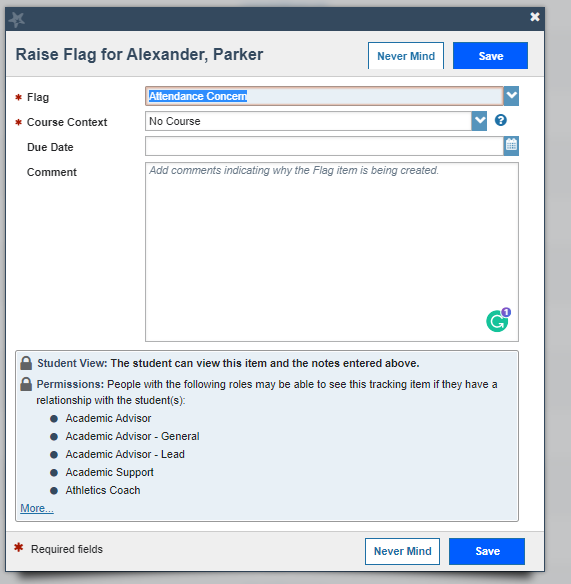 Raise Flag for Alexander, Parker
Never Mind
Save
* Flag
Attendance Concern
* Course Context
No Course
?
Due Date
Comment
Add comments indicating why the Flag item is being created.
1
Student View: The student can view this item and the notes entered above.
Permissions: People with the following roles may be able to see this tracking item if they have a
relationship with the student(s):
● Academic Advisor
● Academic Advisor - General
● Academic Advisor - Lead
● Academic Support
● Athletics Coach
More...
* Required fields
Never Mind
Save